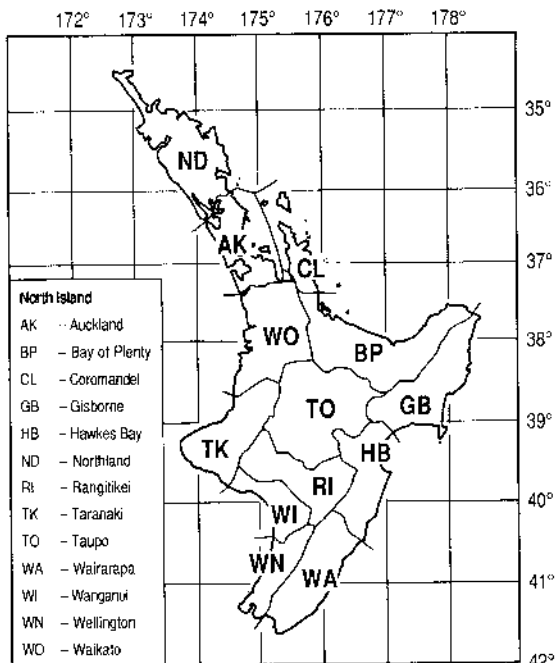 172° 173° 174° 175° 176° 177° 178°
35°
ND
36°
AK
CL
37°
North Island
AK - Auckland
WO
BP
BP – Bay of Plenty
38°
CL – Coromandel
TO
GB
GB – Gisborne
39°
HB – Hawkes Bay
TK
HB
ND – Northland
RI
RI – Rangitikei
40°
TK – Taranaki
WI
TO – Taupo
WN
WA
WA – Wairarapa
41°
WI – Wanganui
WN – Wellington
WO – Waikato
42°